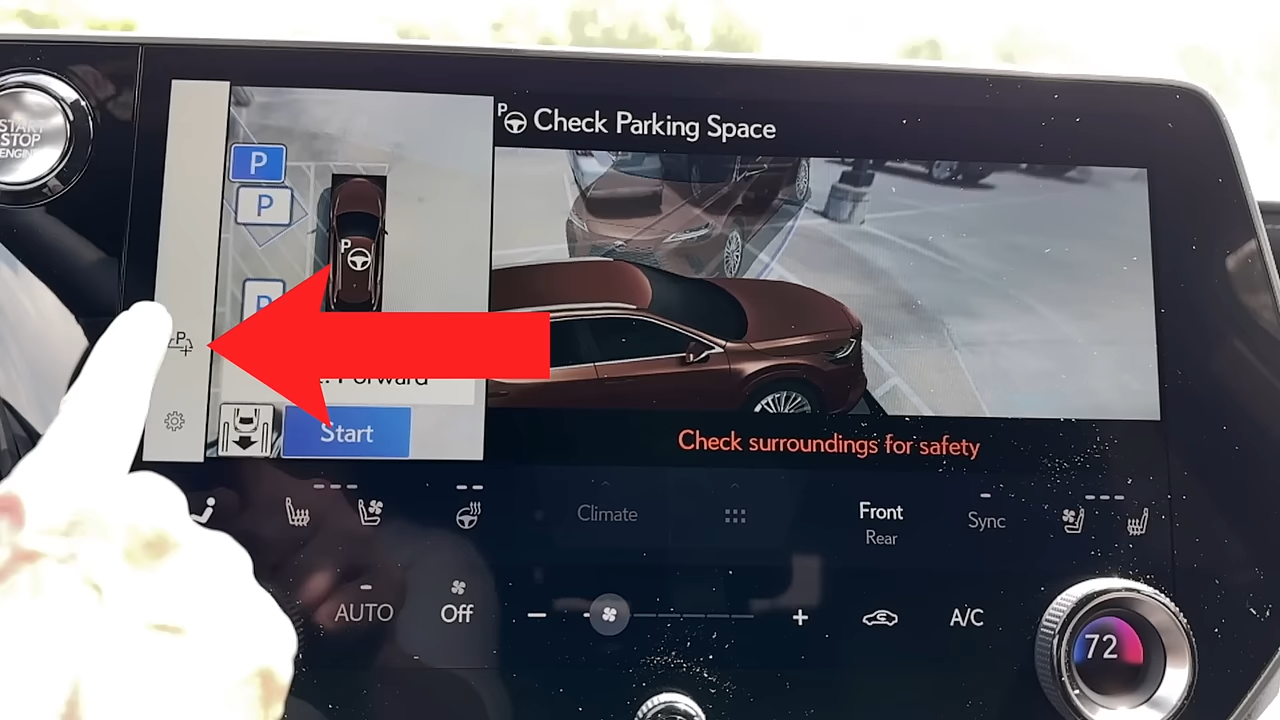 START
STOP
ENGINE
P Check Parking Space
P
P
P
P
P
Forward
Start
Check surroundings for safety
Climate
Front
Rear
Sync
AUTO
Off
A/C
72